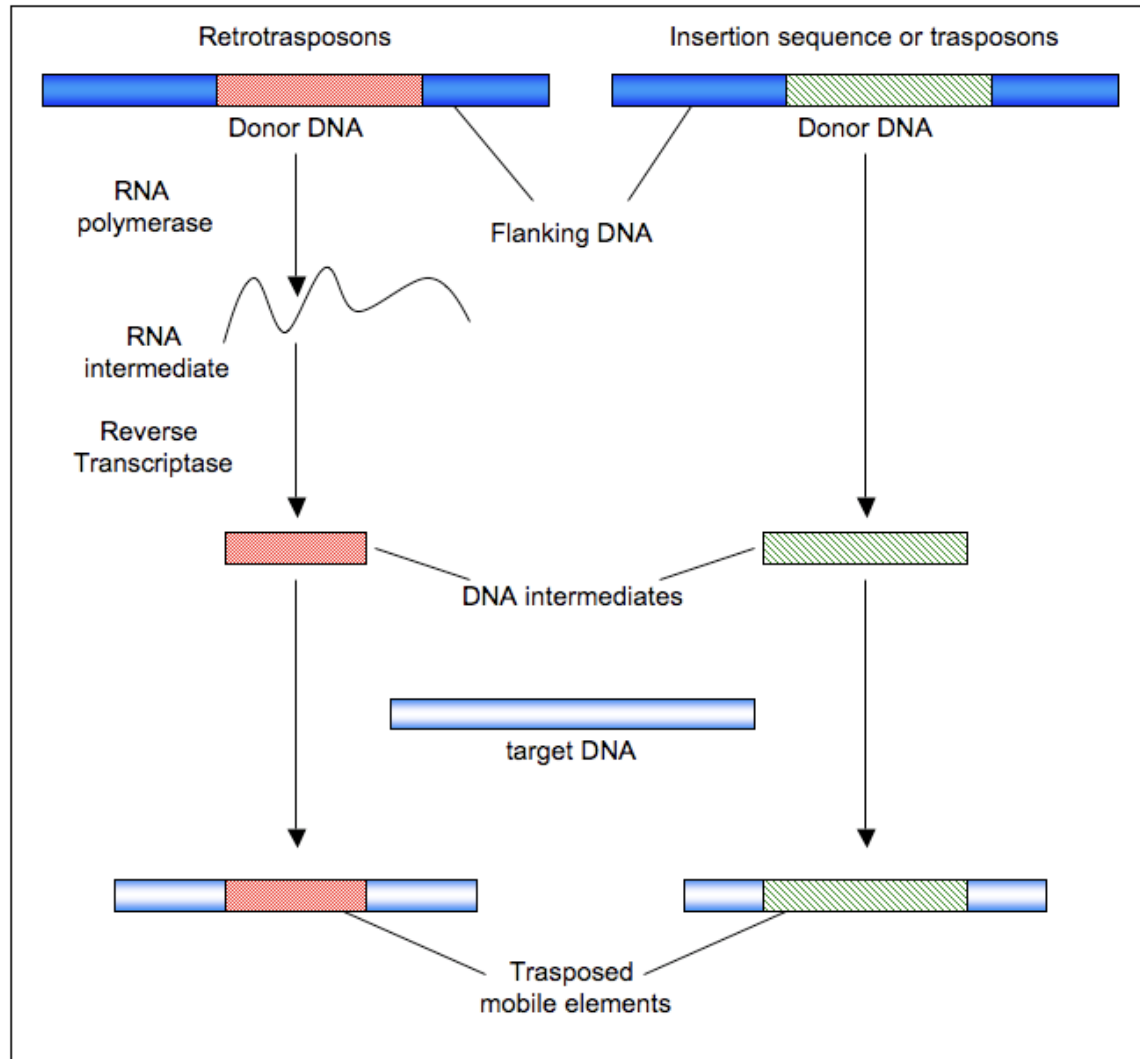 Retrotrasposons
Insertion sequence or trasposons
Donor DNA
Donor DNA
RNA
polymerase
Flanking DNA
RNA
intermediate
Reverse
Transcriptase
DNA intermediates
target DNA
Trasposed
mobile elements